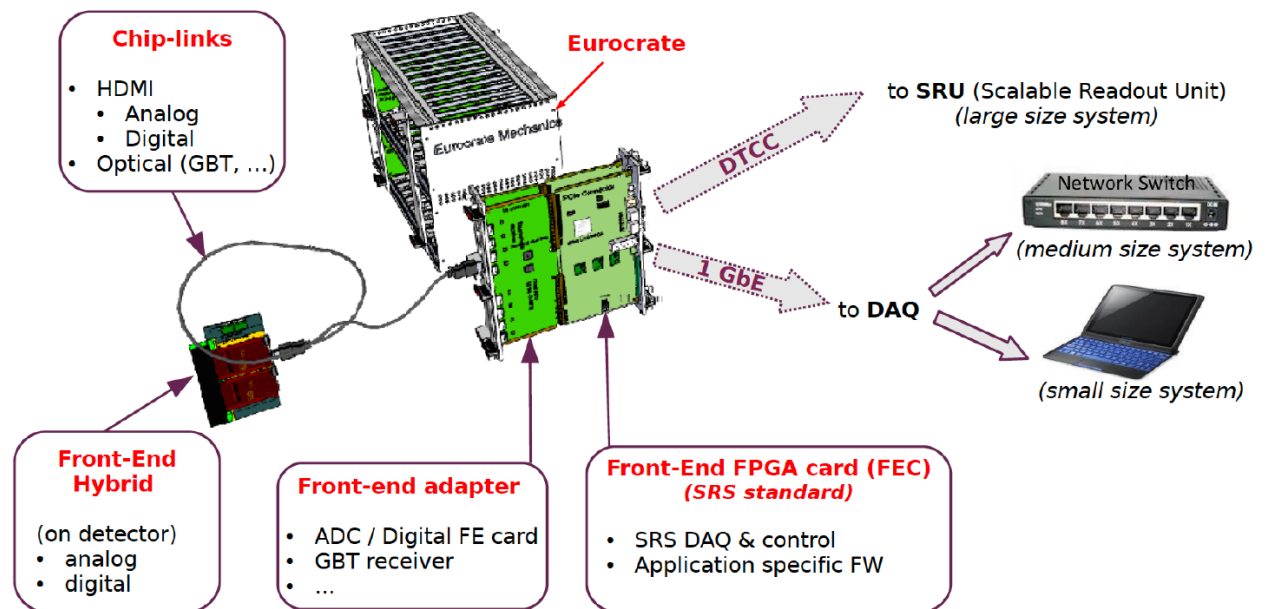 Chip-links
• HDMI
• Analog
• Digital
• Optical (GBT, ...)
Eurocrate
Eurocrate Mechanics
DTCC
to SRU (Scalable Readout Unit)
(large size system)
Network Switch
(medium size system)
1 GbE
to DAQ
(small size system)
Front-End
Hybrid
(on detector)
• analog
• digital
Front-end adapter
• ADC / Digital FE card
• GBT receiver
• ...
Front-End FPGA card (FEC)
(SRS standard)
• SRS DAQ & control
• Application specific FW